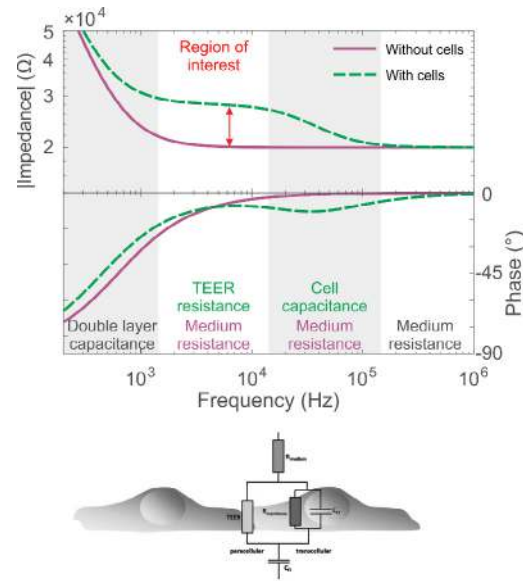 ×10⁴
5
4
3
2
|Impedance| (Ω)
Region of
interest
Without cells
With cells
0
-45
-90
Phase (°)
TEER
resistance
Medium
resistance
Cell
capacitance
Medium
resistance
Double layer
capacitance
Medium
resistance
10³
10⁴
10⁵
10⁶
Frequency (Hz)
TEER
paracellular
transcellular